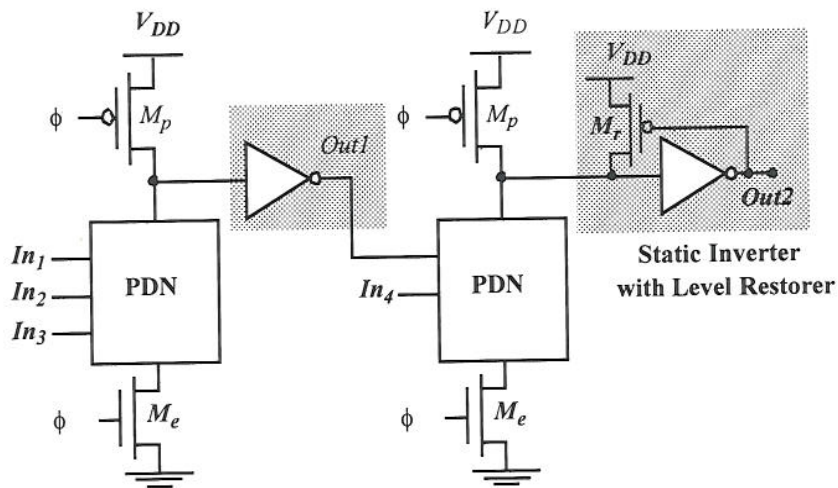 V_DD
V_DD
V_DD
ϕ
M_p
Out1
ϕ
M_p
M_r
Out2
In_1
In_2
In_3
PDN
In_4
PDN
Static Inverter
with Level Restorer
ϕ
M_e
ϕ
M_e